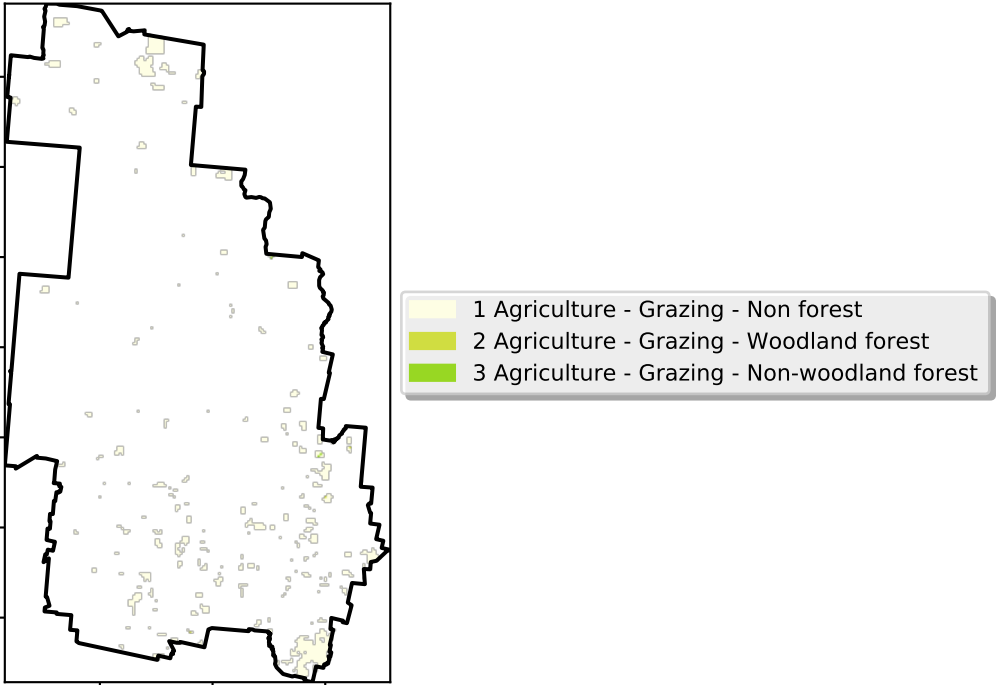 1 Agriculture - Grazing - Non forest
2 Agriculture - Grazing - Woodland forest
3 Agriculture - Grazing - Non-woodland forest